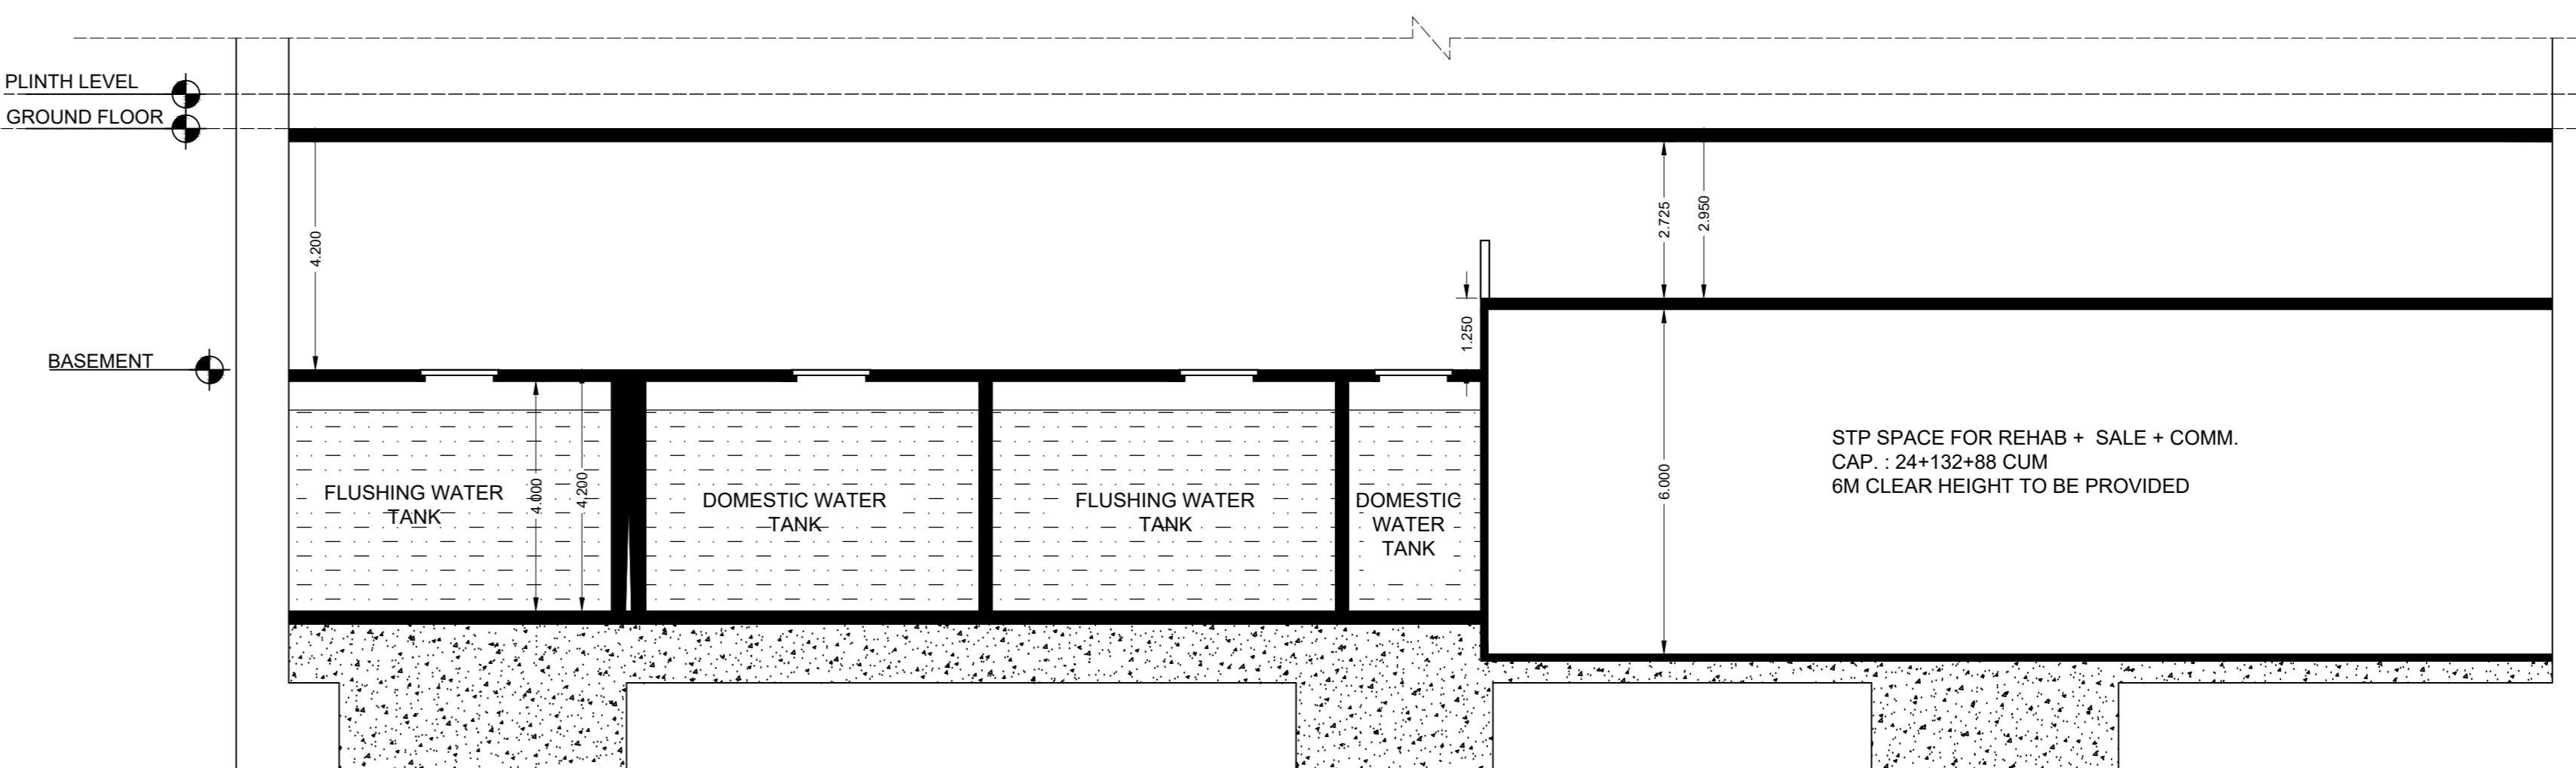 PLINTH LEVEL
GROUND FLOOR
2.725
2.950
4.200
1.250
BASEMENT
STP SPACE FOR REHAB + SALE + COMM.
CAP. : 24+132+88 CUM
6M CLEAR HEIGHT TO BE PROVIDED
FLUSHING WATER
TANK
4.000
4.200
DOMESTIC WATER
TANK
FLUSHING WATER
TANK
DOMESTIC
WATER
TANK
6.000